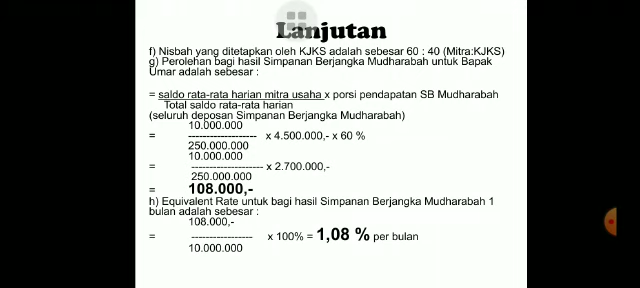 Lanjutan
f) Nisbah yang ditetapkan oleh KJKS adalah sebesar 60 : 40 (Mitra:KJKS)
g) Perolehan bagi hasil Simpanan Berjangka Mudharabah untuk Bapak
Umar adalah sebesar :
= saldo rata-rata harian mitra usaha x porsi pendapatan SB Mudharabah
Total saldo rata-rata harian
(seluruh deposan Simpanan Berjangka Mudharabah)
10.000.000
= ------------------- x 4.500.000,- x 60 %
250.000.000
10.000.000
= -------------------- x 2.700.000,-
250.000.000
= 108.000,-
h) Equivalent Rate untuk bagi hasil Simpanan Berjangka Mudharabah 1
bulan adalah sebesar :
108.000,-
= ----------------- x 100% = 1,08 % per bulan
10.000.000